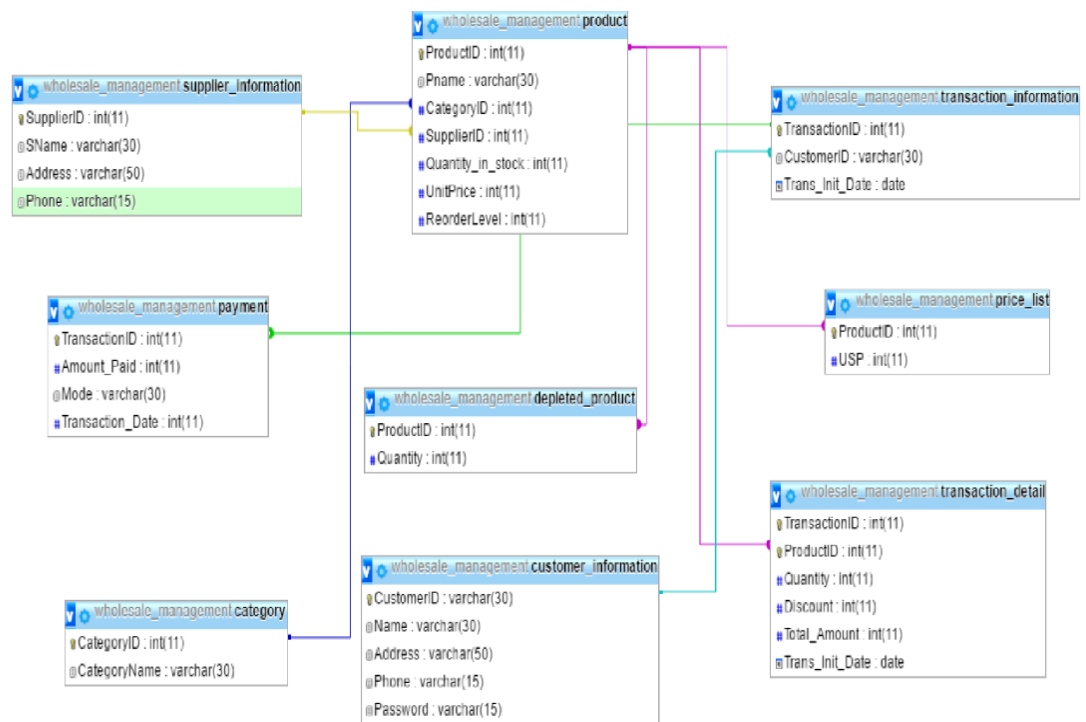 wholesale_management.product
ProductID : int(11)
Pname : varchar(30)
CategoryID : int(11)
SupplierID : int(11)
Quantity_in_stock : int(11)
UnitPrice : int(11)
ReorderLevel : int(11)
wholesale_management.supplier_information
SupplierID : int(11)
SName : varchar(30)
Address : varchar(50)
Phone : varchar(15)
wholesale_management.transaction_information
TransactionID : int(11)
CustomerID : varchar(30)
Trans_Init_Date : date
wholesale_management.payment
TransactionID : int(11)
Amount_Paid : int(11)
Mode : varchar(30)
Transaction_Date : int(11)
wholesale_management.price_list
ProductID : int(11)
USP : int(11)
wholesale_management.depleted_product
ProductID : int(11)
Quantity : int(11)
wholesale_management.transaction_detail
TransactionID : int(11)
ProductID : int(11)
Quantity : int(11)
Discount : int(11)
Total_Amount : int(11)
Trans_Init_Date : date
wholesale_management.customer_information
CustomerID : varchar(30)
Name : varchar(30)
Address : varchar(50)
Phone : varchar(15)
Password : varchar(15)
wholesale_management.category
CategoryID : int(11)
CategoryName : varchar(30)